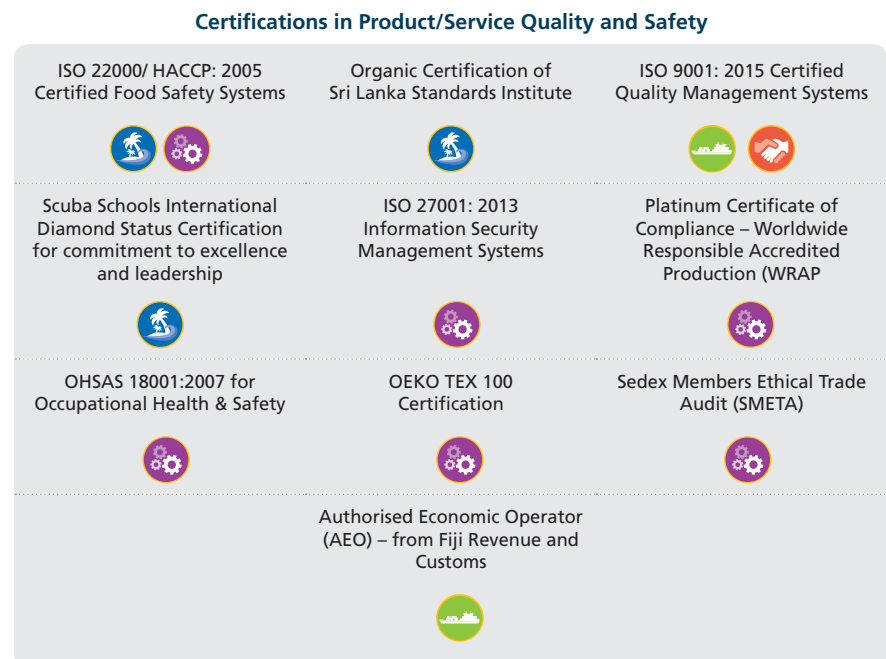 Certifications in Product/Service Quality and Safety
ISO 22000/ HACCP: 2005
Certified Food Safety Systems
Organic Certification of
Sri Lanka Standards Institute
ISO 9001: 2015 Certified
Quality Management Systems
Scuba Schools International
Diamond Status Certification
for commitment to excellence
and leadership
ISO 27001: 2013
Information Security
Management Systems
Platinum Certificate of
Compliance – Worldwide
Responsible Accredited
Production (WRAP
OHSAS 18001:2007 for
Occupational Health & Safety
OEKO TEX 100
Certification
Sedex Members Ethical Trade
Audit (SMETA)
Authorised Economic Operator
(AEO) – from Fiji Revenue and
Customs